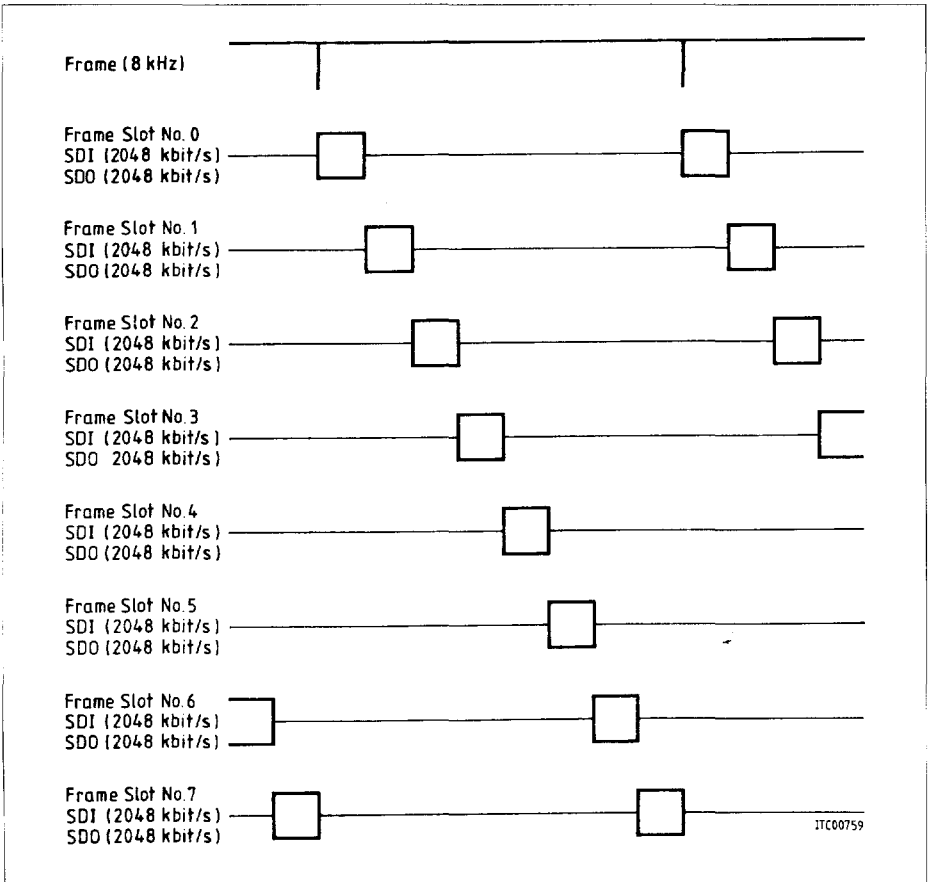 Frame (8 kHz)
Frame Slot No. 0
SDI (2048 kbit/s)
SDO (2048 kbit/s)
Frame Slot No. 1
SDI (2048 kbit/s)
SDO (2048 kbit/s)
Frame Slot No. 2
SDI (2048 kbit/s)
SDO (2048 kbit/s)
Frame Slot No. 3
SDI (2048 kbit/s)
SDO 2048 kbit/s)
Frame Slot No. 4
SDI (2048 kbit/s)
SDO (2048 kbit/s)
Frame Slot No. 5
SDI (2048 kbit/s)
SDO (2048 kbit/s)
Frame Slot No. 6
SDI (2048 kbit/s)
SDO (2048 kbit/s)
Frame Slot No. 7
SDI (2048 kbit/s)
SDO (2048 kbit/s)
ITC00759